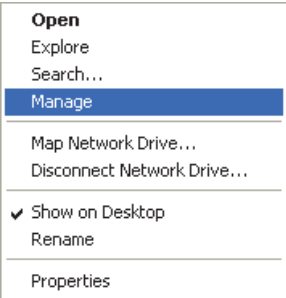 Open
Explore
Search...
Manage
Map Network Drive...
Disconnect Network Drive...
Show on Desktop
Rename
Properties